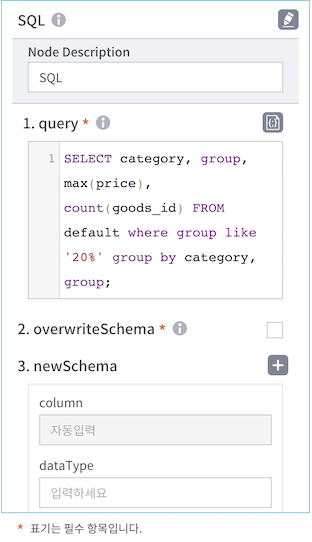 SQL
Node Description
SQL
1. query *
1 SELECT category, group,
max(price),
count(goods_id) FROM
default where group like
'20%' group by category,
group;
2. overwriteSchema *
3. newSchema
column
자동입력
dataType
입력하세요
* 표기는 필수 항목입니다.